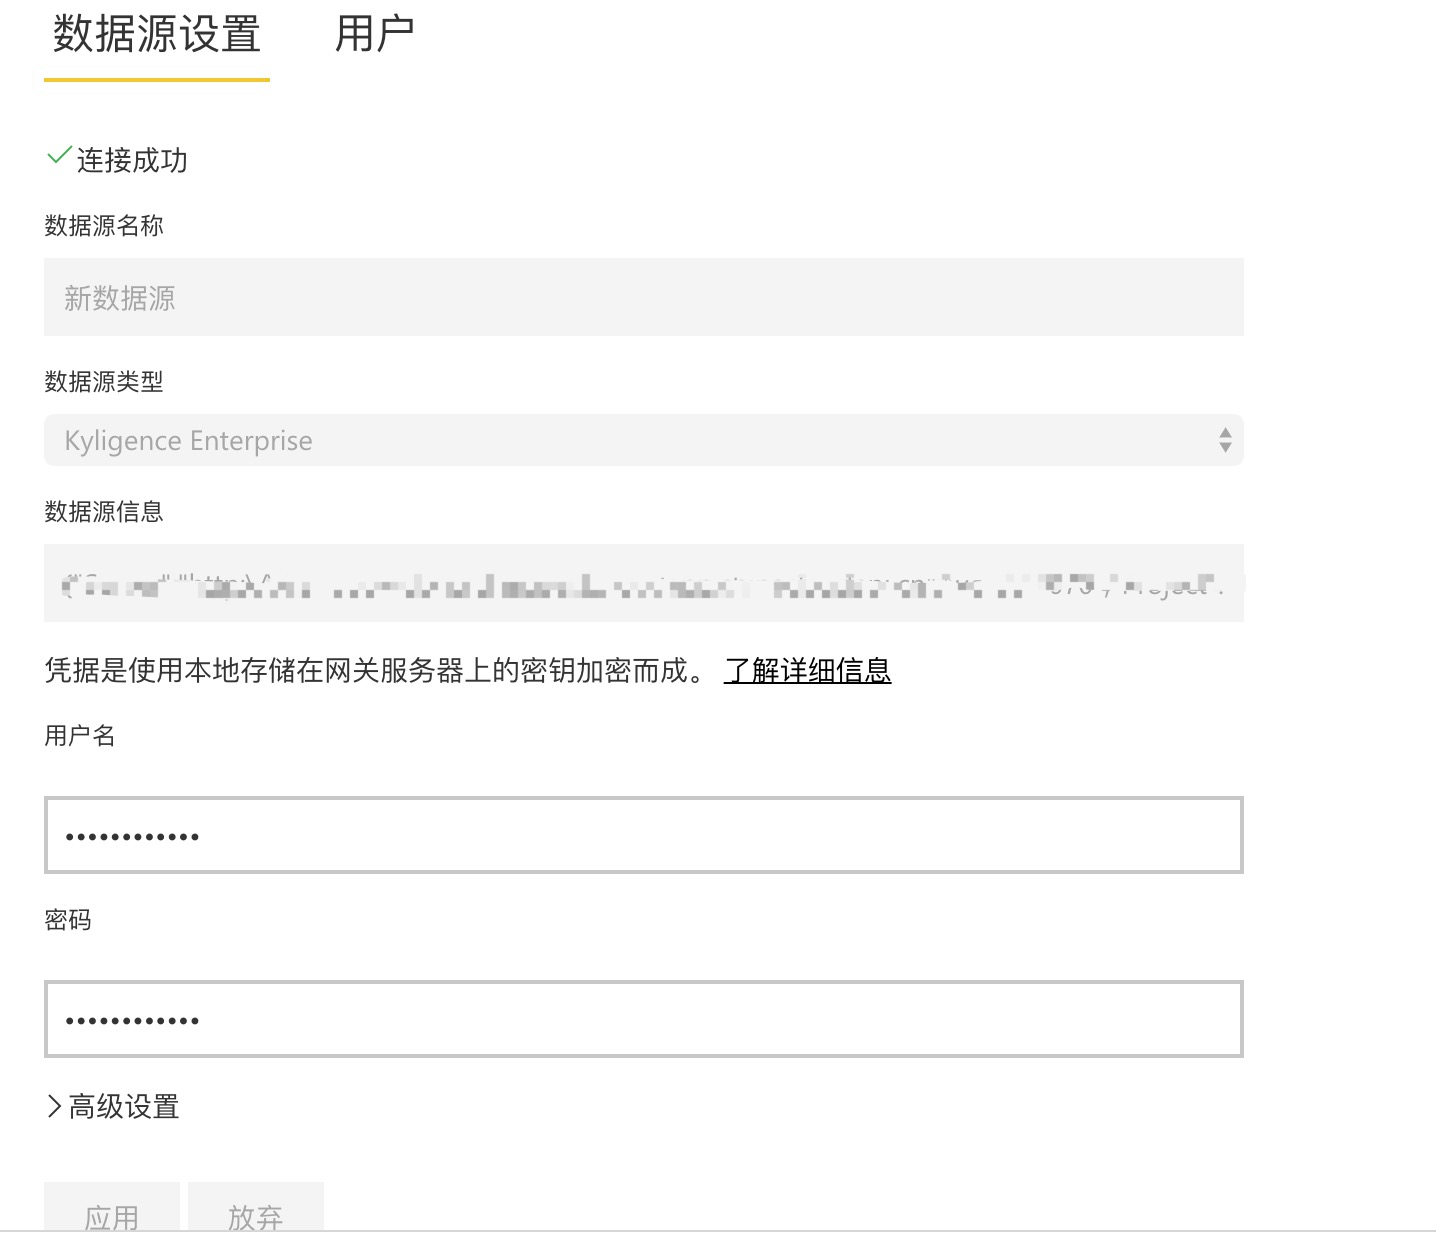 数据源设置 用户
连接成功
数据源名称
新数据源
数据源类型
Kyligence Enterprise
数据源信息
凭据是使用本地存储在网关服务器上的密钥加密而成。 了解详细信息
用户名
••••••••••••
密码
••••••••••••
高级设置
应用 放弃